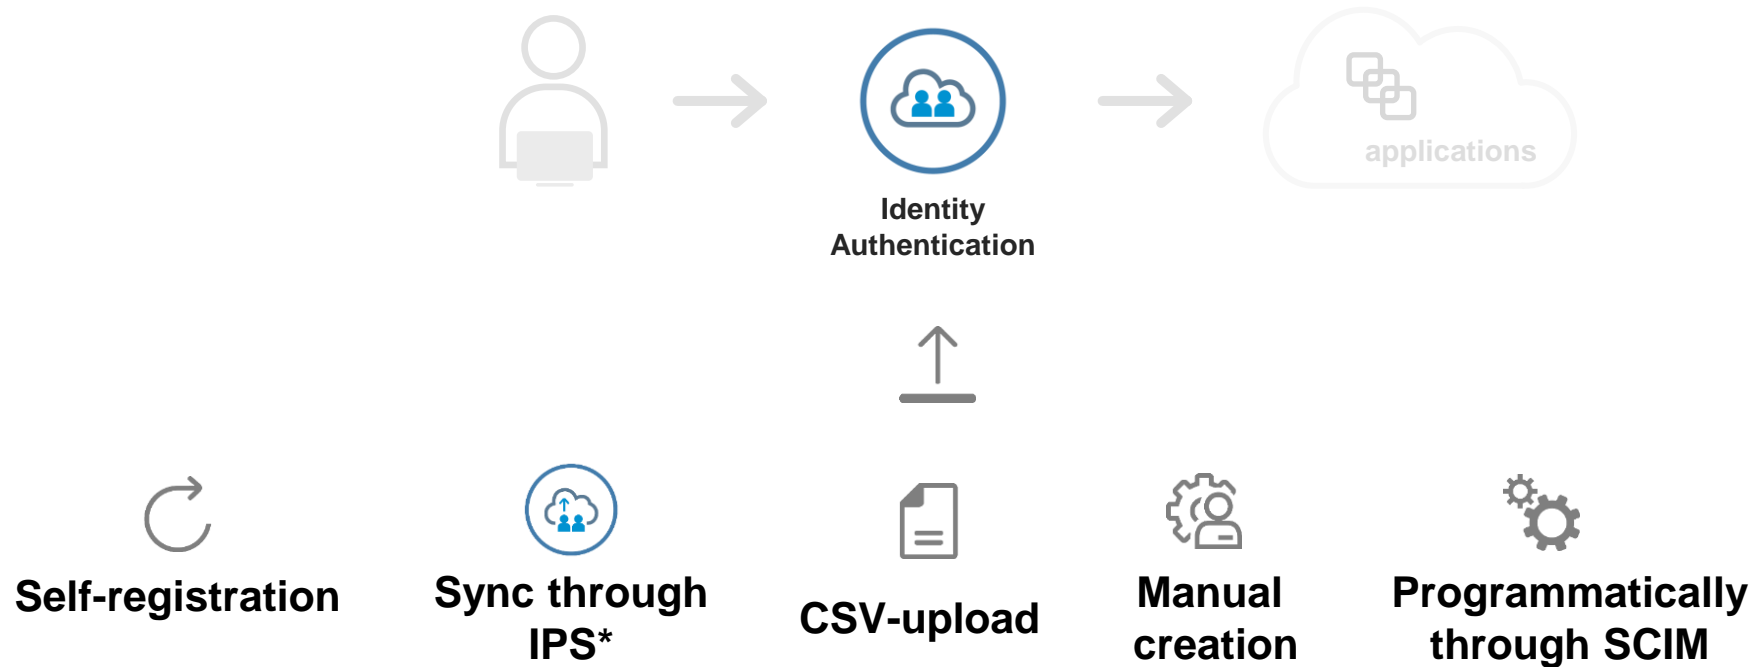 applications
Identity
Authentication
Self-registration
Sync through
IPS*
CSV-upload
Manual
creation
Programmatically
through SCIM